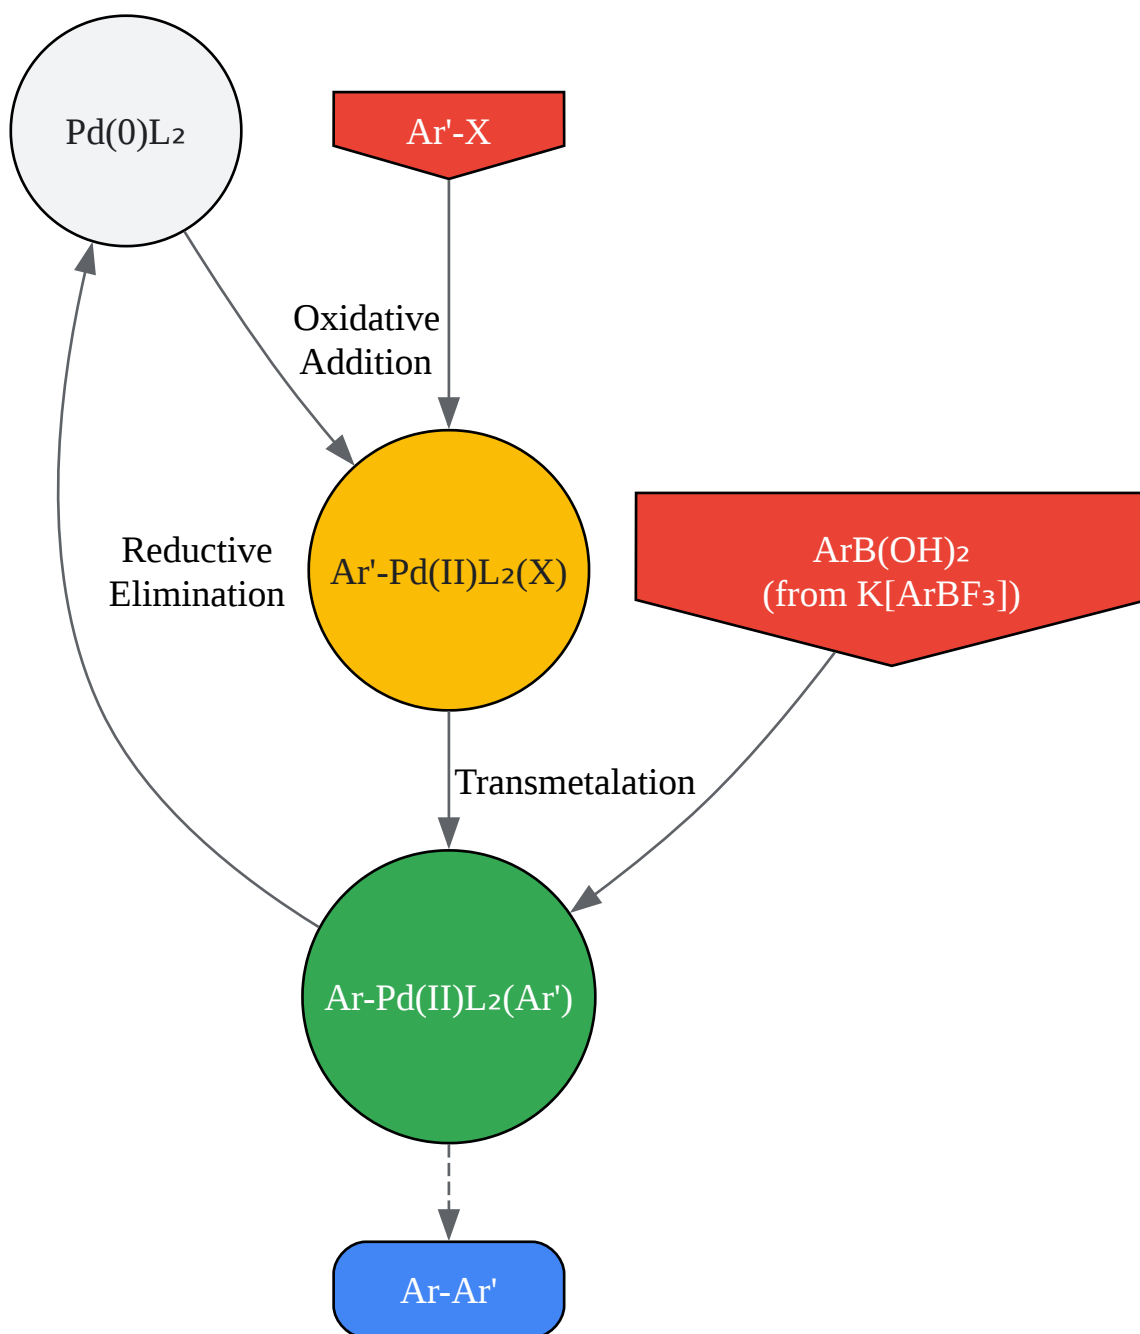 Pd(0)L₂
Ar'-X
Oxidative
Addition
Reductive
Elimination
Ar'-Pd(II)L₂(X)
ArB(OH)₂
(from K[ArBF₃])
Transmetalation
Ar-Pd(II)L₂(Ar')
Ar-Ar'